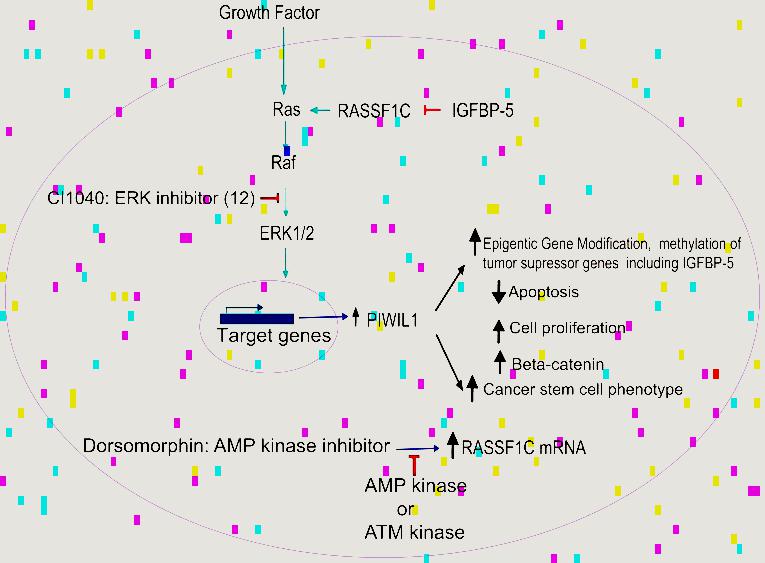 Growth Factor
Ras
RASSF1C
IGFBP-5
Raf
CI1040: ERK inhibitor (12)
ERK1/2
Epigentic Gene Modification, methylation of
tumor supressor genes including IGFBP-5
Apoptosis
Target genes
PIWIL1
Cell proliferation
Beta-catenin
Cancer stem cell phenotype
Dorsomorphin: AMP kinase inhibitor
RASSF1C mRNA
AMP kinase
or
ATM kinase